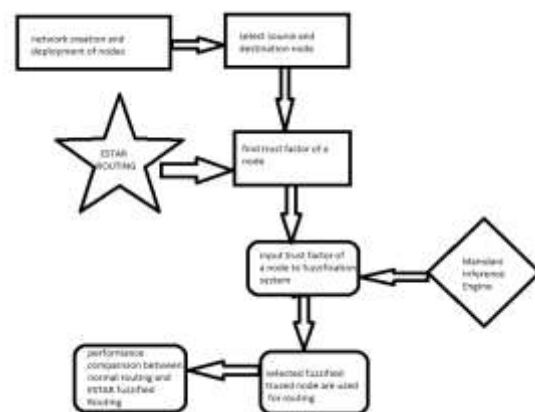 network creation and
deployment of nodes
select source and
destination node
ESTAR
ROUTING
find trust factor of a
node
input trust factor of
a node to fuzzification
system
Mamdani
Inference
Engine
performance
comparision between
normal routing and
ESTAR fuzzified
Routing
selected fuzzified
trused node are used
for routing